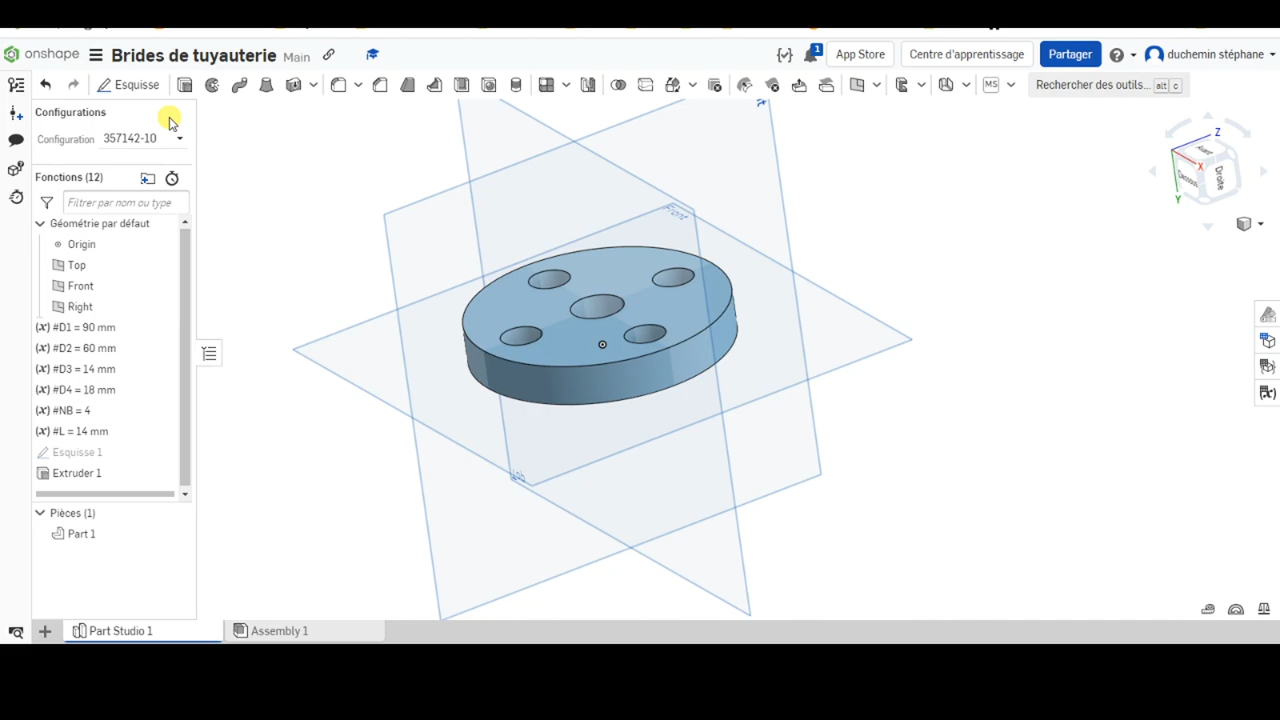 onshape
Brides de tuyauterie Main
1
App Store
Centre d'apprentissage
Partager
duchemin stéphane
Esquisse
MS
Rechercher des outils... alt c
Configurations
Configuration 357142-10
Fonctions (12)
Filtrer par nom ou type
Géométrie par défaut
Origin
Top
Front
Right
(x) #D1 = 90 mm
(x) #D2 = 60 mm
(x) #D3 = 14 mm
(x) #D4 = 18 mm
(x) #NB = 4
(x) #L = 14 mm
Esquisse 1
Extruder 1
Pièces (1)
Part 1
Front
Z
X
Y
Droite
Dessous
(x)
Part Studio 1
Assembly 1